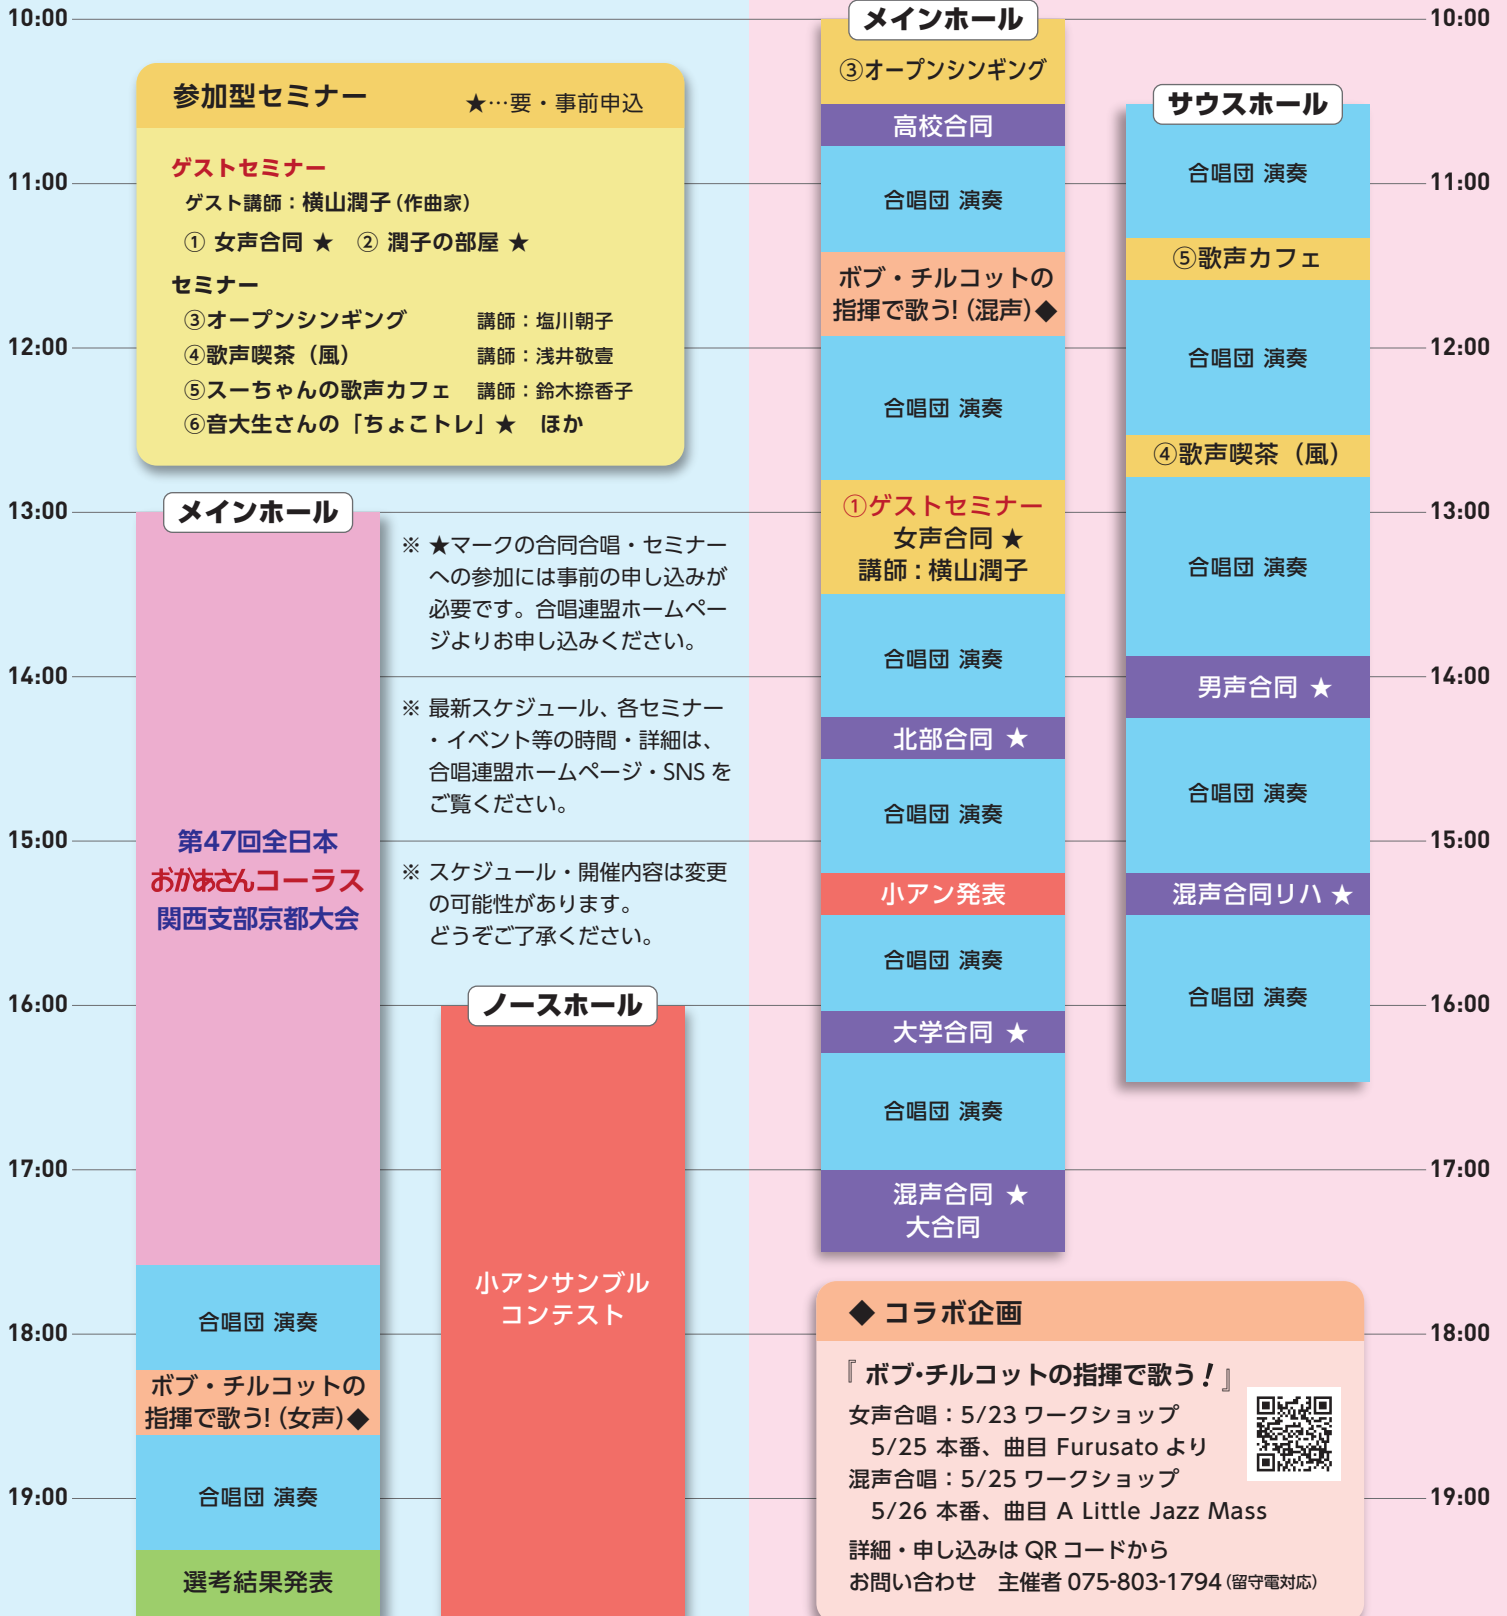 10:00
11:00
12:00
13:00
14:00
15:00
16:00
17:00
18:00
19:00
参加型セミナー ★…要・事前申込
ゲストセミナー
ゲスト講師：横山潤子（作曲家）
① 女声合同 ★ ② 潤子の部屋 ★
セミナー
③オープンシンギング 講師：塩川朝子
④歌声喫茶（風） 講師：浅井敬壹
⑤スーちゃんの歌声カフェ 講師：鈴木捺香子
⑥音大生さんの「ちょこトレ」★ ほか
メインホール
第47回全日本
おかあさんコーラス
関西支部京都大会
合唱団 演奏
ボブ・チルコットの
指揮で歌う!（女声）◆
合唱団 演奏
選考結果発表
※ ★マークの合同合唱・セミナー
への参加には事前の申し込みが
必要です。合唱連盟ホームペー
ジよりお申し込みください。
※ 最新スケジュール、各セミナー
・イベント等の時間・詳細は、
合唱連盟ホームページ・SNS を
ご覧ください。
※ スケジュール・開催内容は変更
の可能性があります。
どうぞご了承ください。
ノースホール
小アンサンブル
コンテスト
メインホール
③オープンシンギング
高校合同
合唱団 演奏
ボブ・チルコットの
指揮で歌う!（混声）◆
合唱団 演奏
①ゲストセミナー
女声合同 ★
講師：横山潤子
合唱団 演奏
北部合同 ★
合唱団 演奏
小アン発表
合唱団 演奏
大学合同 ★
合唱団 演奏
混声合同 ★
大合同
サウスホール
合唱団 演奏
⑤歌声カフェ
合唱団 演奏
④歌声喫茶（風）
合唱団 演奏
男声合同 ★
合唱団 演奏
混声合同リハ ★
合唱団 演奏
10:00
11:00
12:00
13:00
14:00
15:00
16:00
17:00
18:00
19:00
◆ コラボ企画
『ボブ・チルコットの指揮で歌う！』
女声合唱：5/23 ワークショップ
5/25 本番、曲目 Furusato より
混声合唱：5/25 ワークショップ
5/26 本番、曲目 A Little Jazz Mass
詳細・申し込みは QR コードから
お問い合わせ 主催者 075-803-1794（留守電対応）